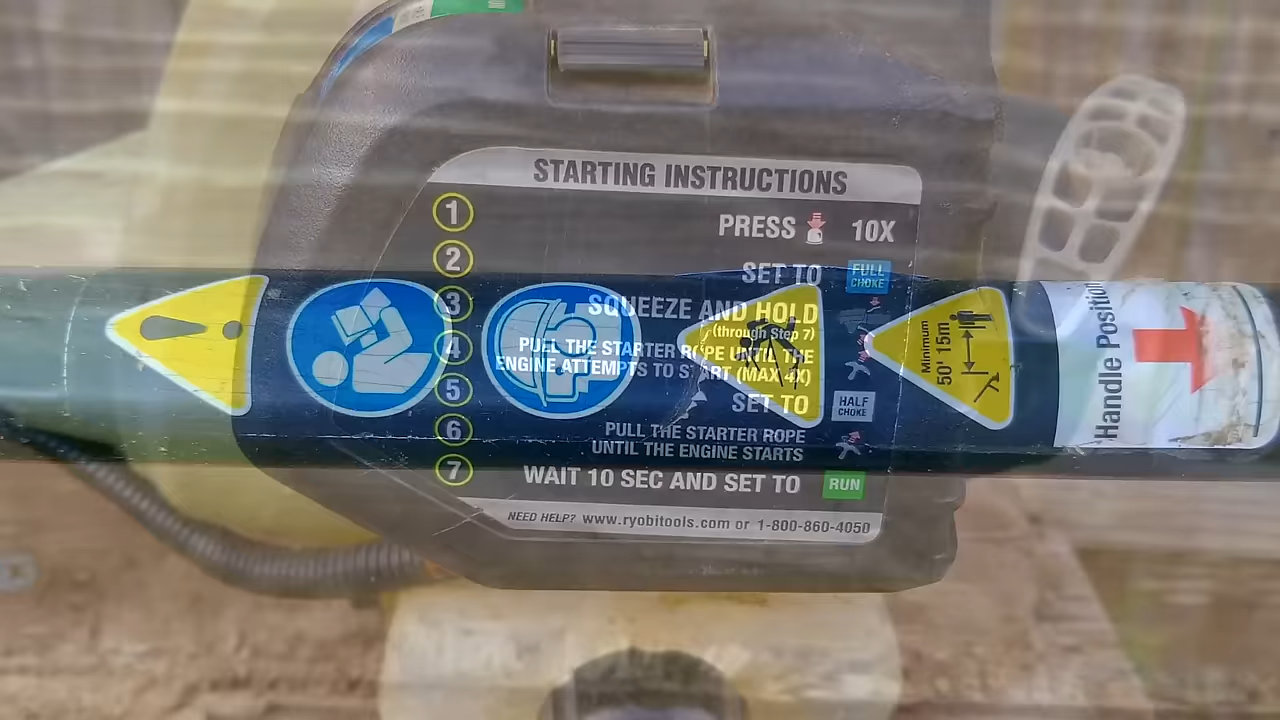 STARTING INSTRUCTIONS
1 PRESS 10X
2 SET TO FULL CHOKE
3 SQUEEZE AND HOLD
(through Step 7)
4 PULL THE STARTER ROPE UNTIL THE
ENGINE ATTEMPTS TO START (MAX 4X)
5 SET TO HALF CHOKE
6 PULL THE STARTER ROPE
UNTIL THE ENGINE STARTS
7 WAIT 10 SEC AND SET TO RUN
NEED HELP? www.ryobitools.com or 1-800-860-4050
Minimum
50' 15m
Handle Position